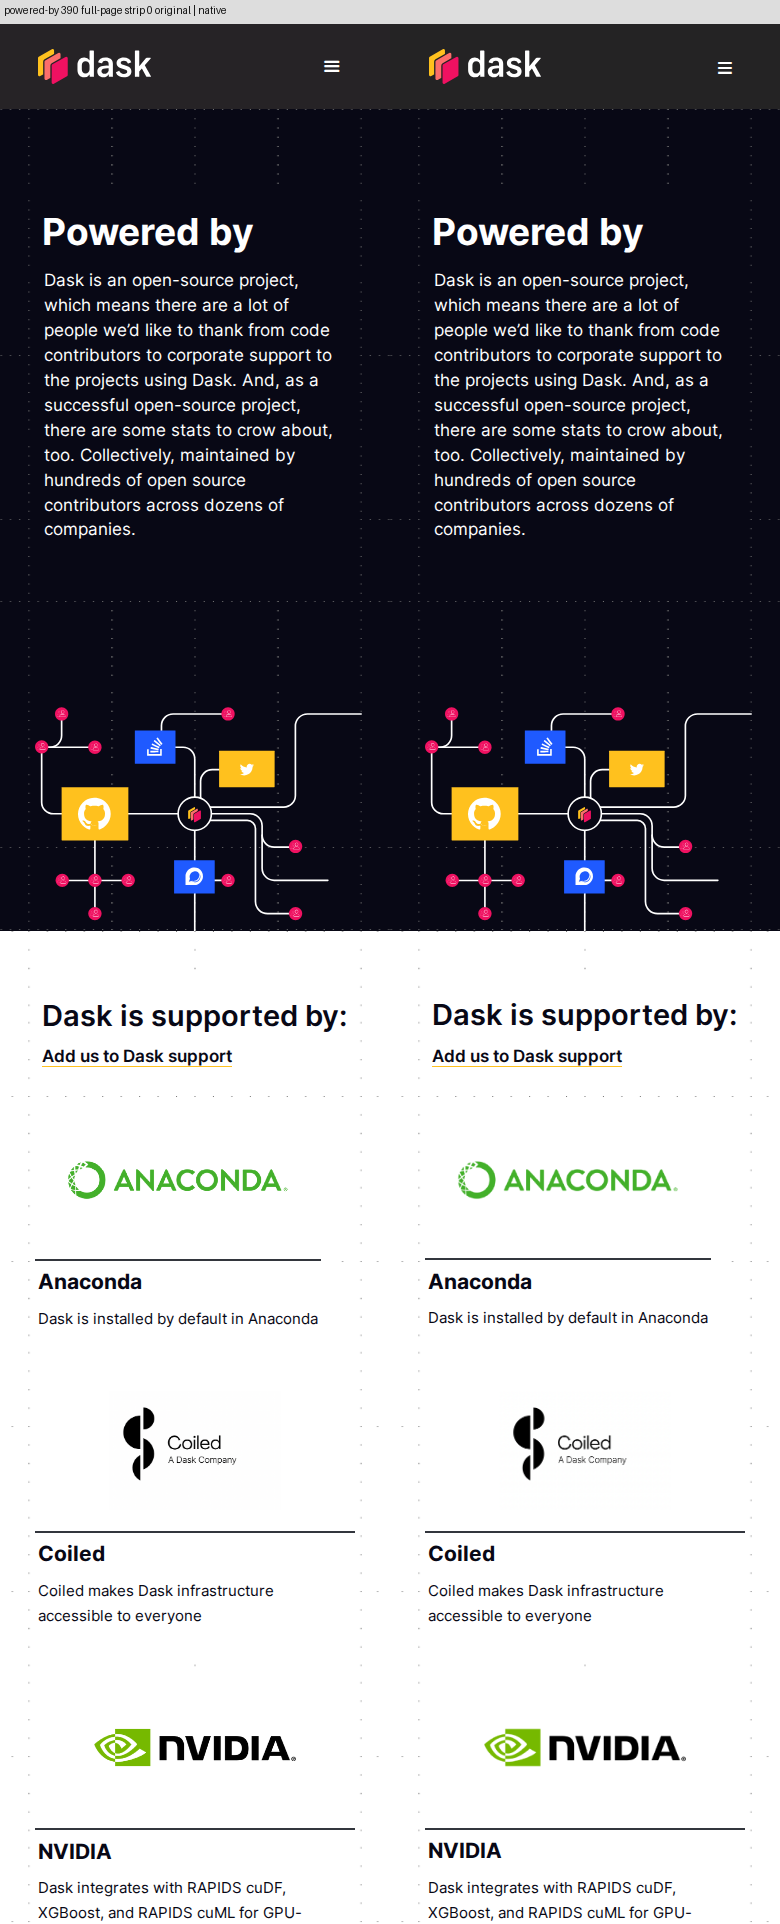 powered-by 390 full-page strip 0 original | native
dask
dask
Powered by
Dask is an open-source project,
which means there are a lot of
people we’d like to thank from code
contributors to corporate support to
the projects using Dask. And, as a
successful open-source project,
there are some stats to crow about,
too. Collectively, maintained by
hundreds of open source
contributors across dozens of
companies.
Powered by
Dask is an open-source project,
which means there are a lot of
people we’d like to thank from code
contributors to corporate support to
the projects using Dask. And, as a
successful open-source project,
there are some stats to crow about,
too. Collectively, maintained by
hundreds of open source
contributors across dozens of
companies.
Dask is supported by:
Add us to Dask support
ANACONDA
Anaconda
Dask is installed by default in Anaconda
Coiled
A Dask Company
Coiled
Coiled makes Dask infrastructure
accessible to everyone
NVIDIA
NVIDIA
Dask integrates with RAPIDS cuDF,
XGBoost, and RAPIDS cuML for GPU-
Dask is supported by:
Add us to Dask support
ANACONDA
Anaconda
Dask is installed by default in Anaconda
Coiled
A Dask Company
Coiled
Coiled makes Dask infrastructure
accessible to everyone
NVIDIA
NVIDIA
Dask integrates with RAPIDS cuDF,
XGBoost, and RAPIDS cuML for GPU-